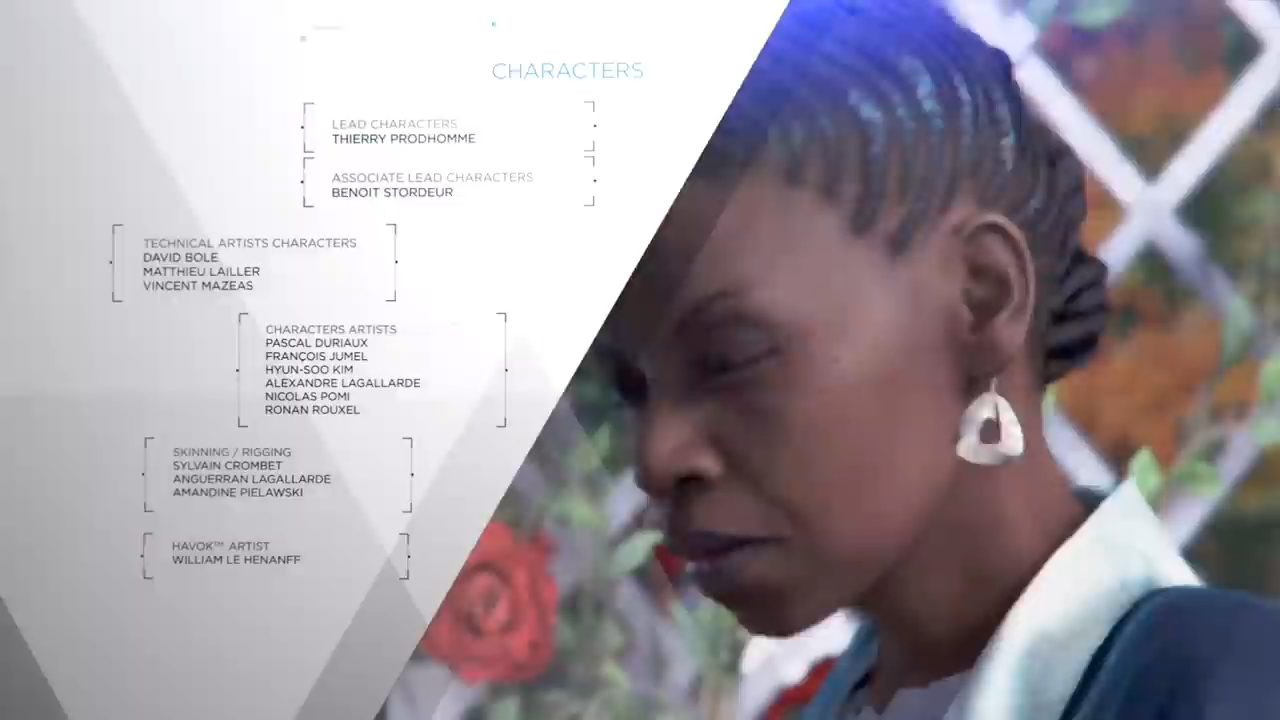 CHARACTERS
LEAD CHARACTERS
THIERRY PRODHOMME
ASSOCIATE LEAD CHARACTERS
BENOIT STORDEUR
TECHNICAL ARTISTS CHARACTERS
DAVID BOLE
MATTHIEU LAILLER
VINCENT MAZEAS
CHARACTERS ARTISTS
PASCAL DURIAUX
FRANÇOIS JUMEL
HYUN-SOO KIM
ALEXANDRE LAGALLARDE
NICOLAS POMI
RONAN ROUXEL
SKINNING / RIGGING
SYLVAIN CROMBET
ANGUERRAN LAGALLARDE
AMANDINE PIELAWSKI
HAVOK™ ARTIST
WILLIAM LE HENANFF